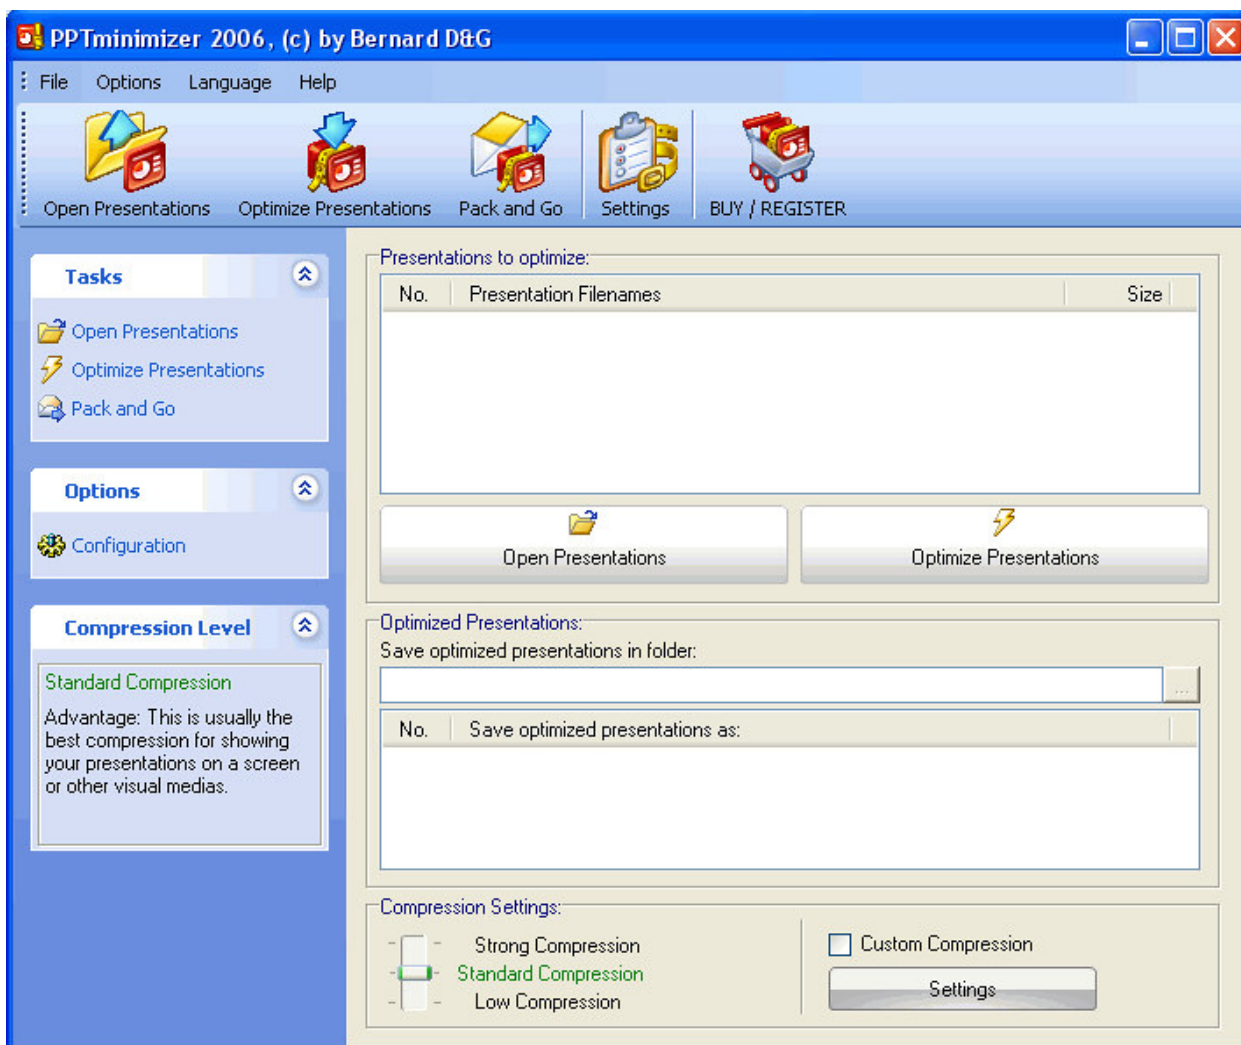 PPTminimizer 2006, (c) by Bernard D&G
File Options Language Help
Open Presentations Optimize Presentations Pack and Go Settings BUY / REGISTER
Tasks
Open Presentations
Optimize Presentations
Pack and Go
Options
Configuration
Compression Level
Standard Compression
Advantage: This is usually the
best compression for showing
your presentations on a screen
or other visual medias.
Presentations to optimize:
No. Presentation Filenames Size
Open Presentations Optimize Presentations
Optimized Presentations:
Save optimized presentations in folder:
...
No. Save optimized presentations as:
Compression Settings:
Strong Compression
Standard Compression
Low Compression
Custom Compression
Settings